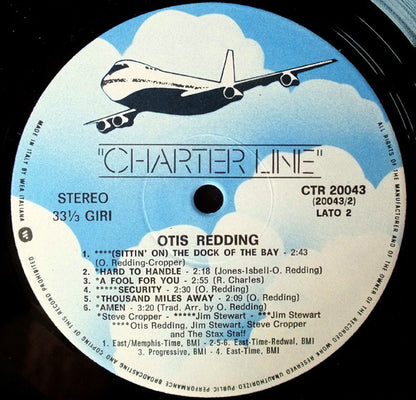 "CHARTER LINE"
STEREO
33⅓ GIRI
CTR 20043
(20043/2)
LATO 2
OTIS REDDING
1. ****(SITTIN' ON) THE DOCK OF THE BAY - 2:43
(O. Redding-Cropper)
2. *HARD TO HANDLE - 2:18 (Jones-Isbell-O. Redding)
3. *A FOOL FOR YOU - 2:55 (R. Charles)
4. *****SECURITY - 2:30 (O. Redding)
5. *THOUSAND MILES AWAY - 2:09 (O. Redding)
6. *AMEN - 3:20 (Trad. Arr. by O. Redding)
*Steve Cropper - *****Jim Stewart - ***Jim Stewart
****Otis Redding, Jim Stewart, Steve Cropper
and The Stax Staff
1. East/Memphis-Time, BMI - 2-5-6. East-Time-Redwal, BMI
3. Progressive, BMI - 4. East-Time, BMI
MADE IN ITALY BY WEA ITALIANA
ALL RIGHTS OF THE MANUFACTURER AND OF THE OWNER OF THE RECORDED WORK RESERVED UNAUTHORIZED PUBLIC PERFORMANCE BROADCASTING AND COPYING OF THIS RECORD PROHIBITED